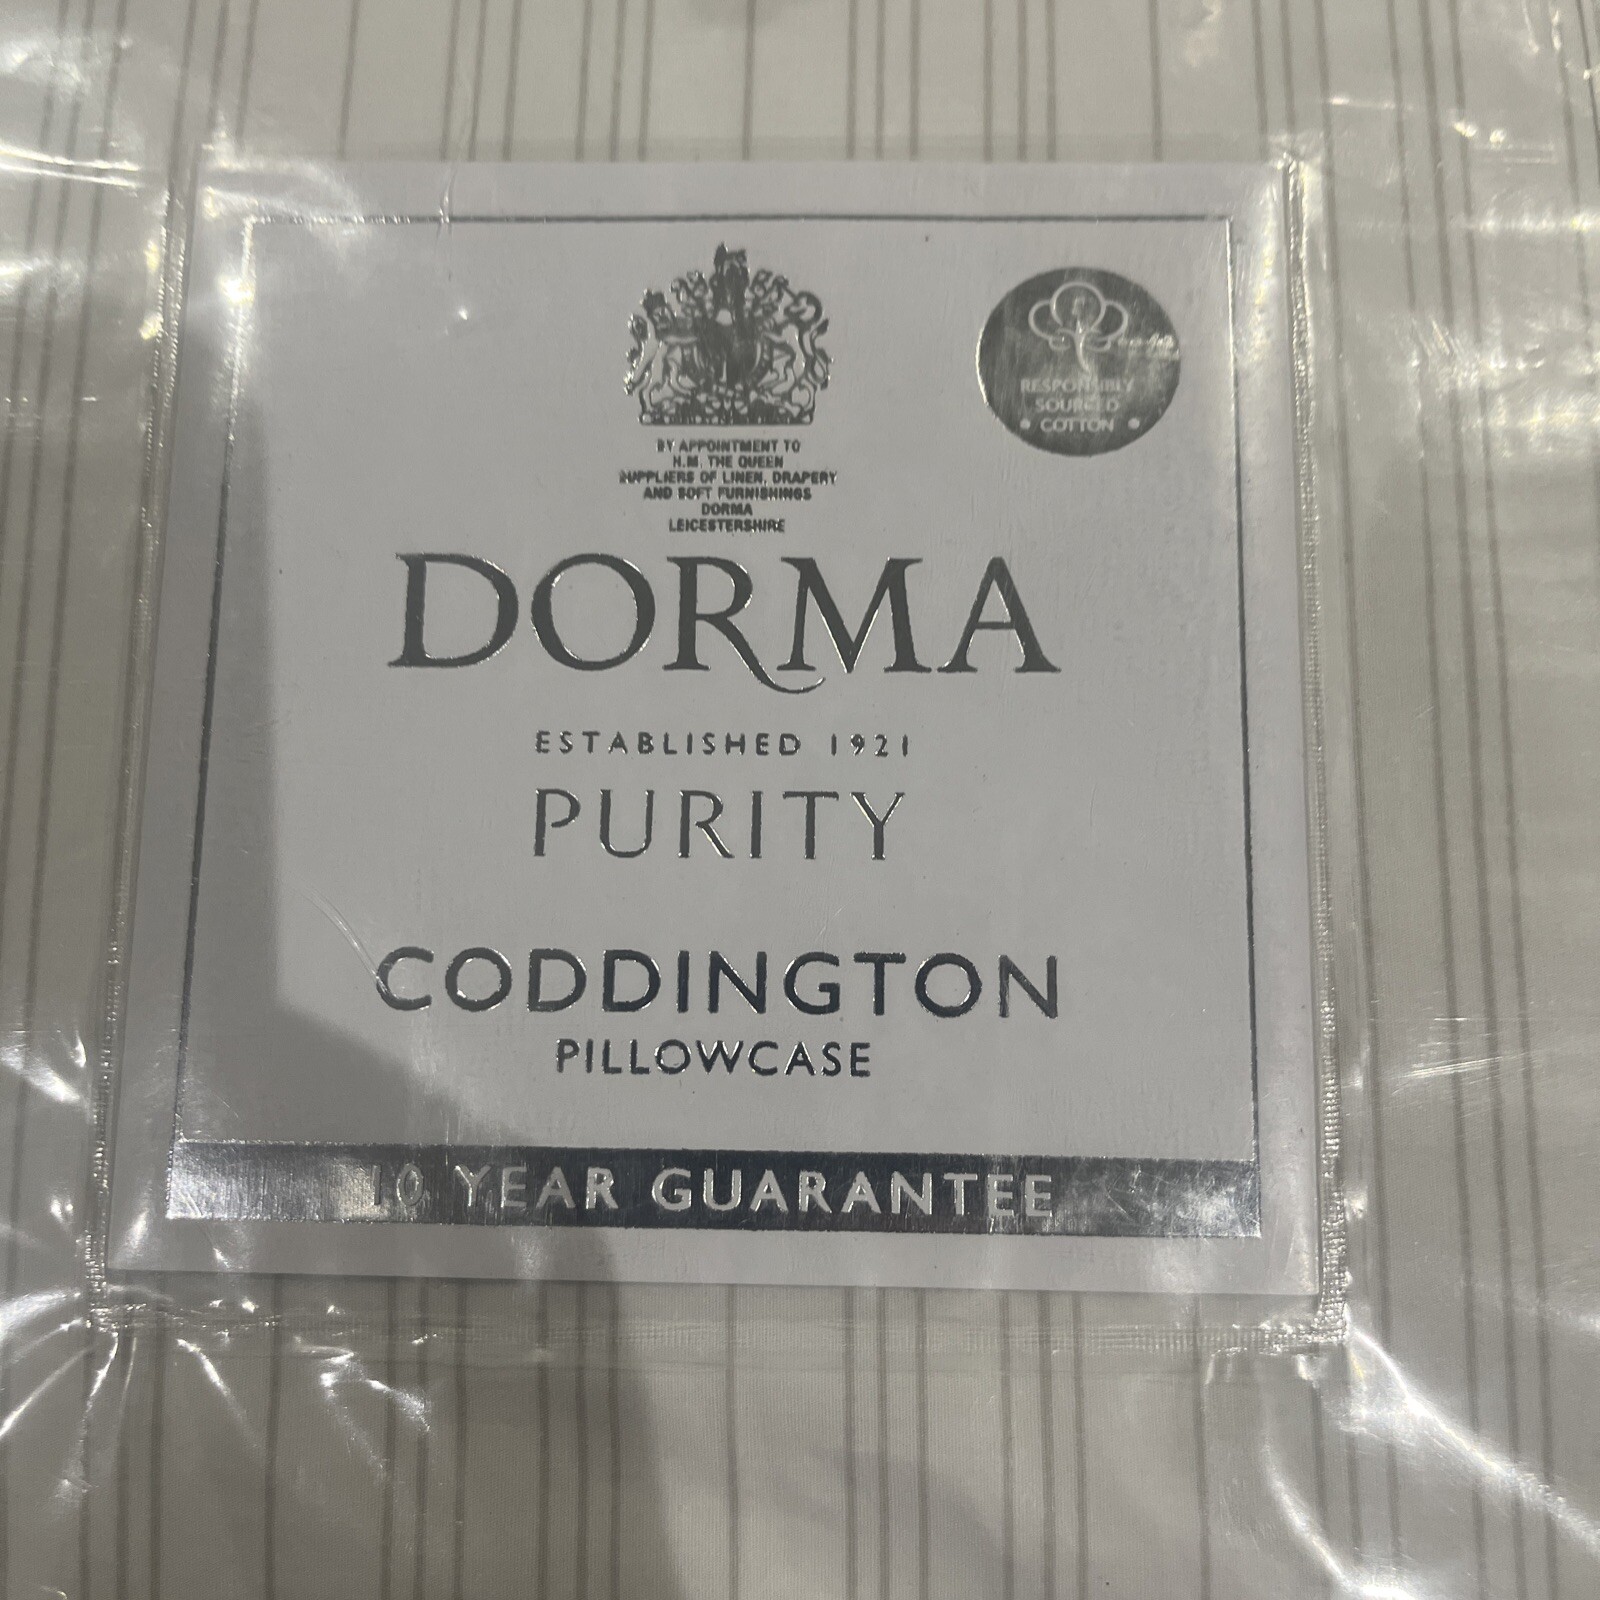 BY APPOINTMENT TO
H.M. THE QUEEN
SUPPLIERS OF LINEN, DRAPERY
AND SOFT FURNISHINGS
DORMA
LEICESTERSHIRE
RESPONSIBLY
SOURCED
• COTTON •
DORMA
ESTABLISHED 1921
PURITY
CODDINGTON
PILLOWCASE
10 YEAR GUARANTEE